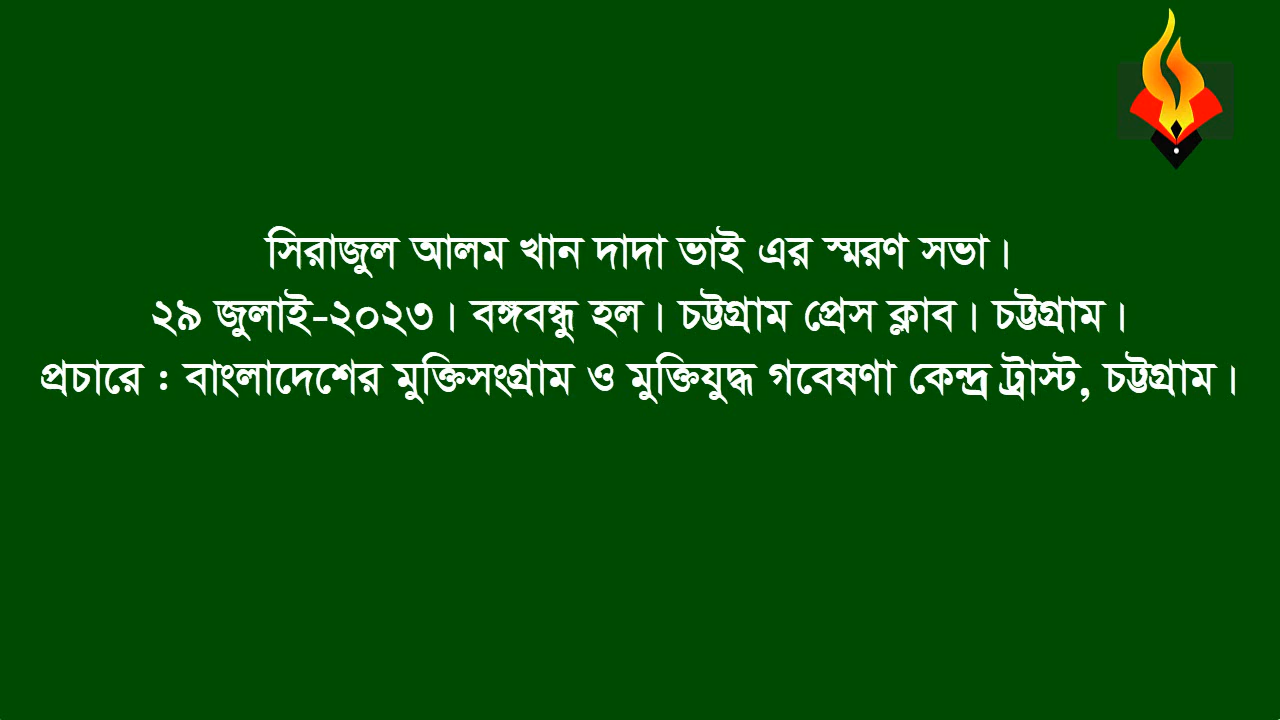 সিরাজুল আলম খান দাদা ভাই এর স্মরণ সভা।
২৯ জুলাই-২০২৩। বঙ্গবন্ধু হল। চট্টগ্রাম প্রেস ক্লাব। চট্টগ্রাম।
প্রচারে : বাংলাদেশের মুক্তিসংগ্রাম ও মুক্তিযুদ্ধ গবেষণা কেন্দ্র ট্রাস্ট, চট্টগ্রাম।